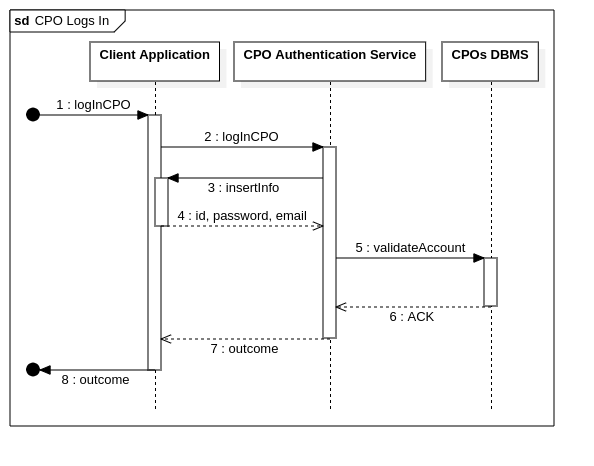 sd CPO Logs In
Client Application
CPO Authentication Service
CPOs DBMS
1 : logInCPO
2 : logInCPO
3 : insertInfo
4 : id, password, email
5 : validateAccount
6 : ACK
7 : outcome
8 : outcome